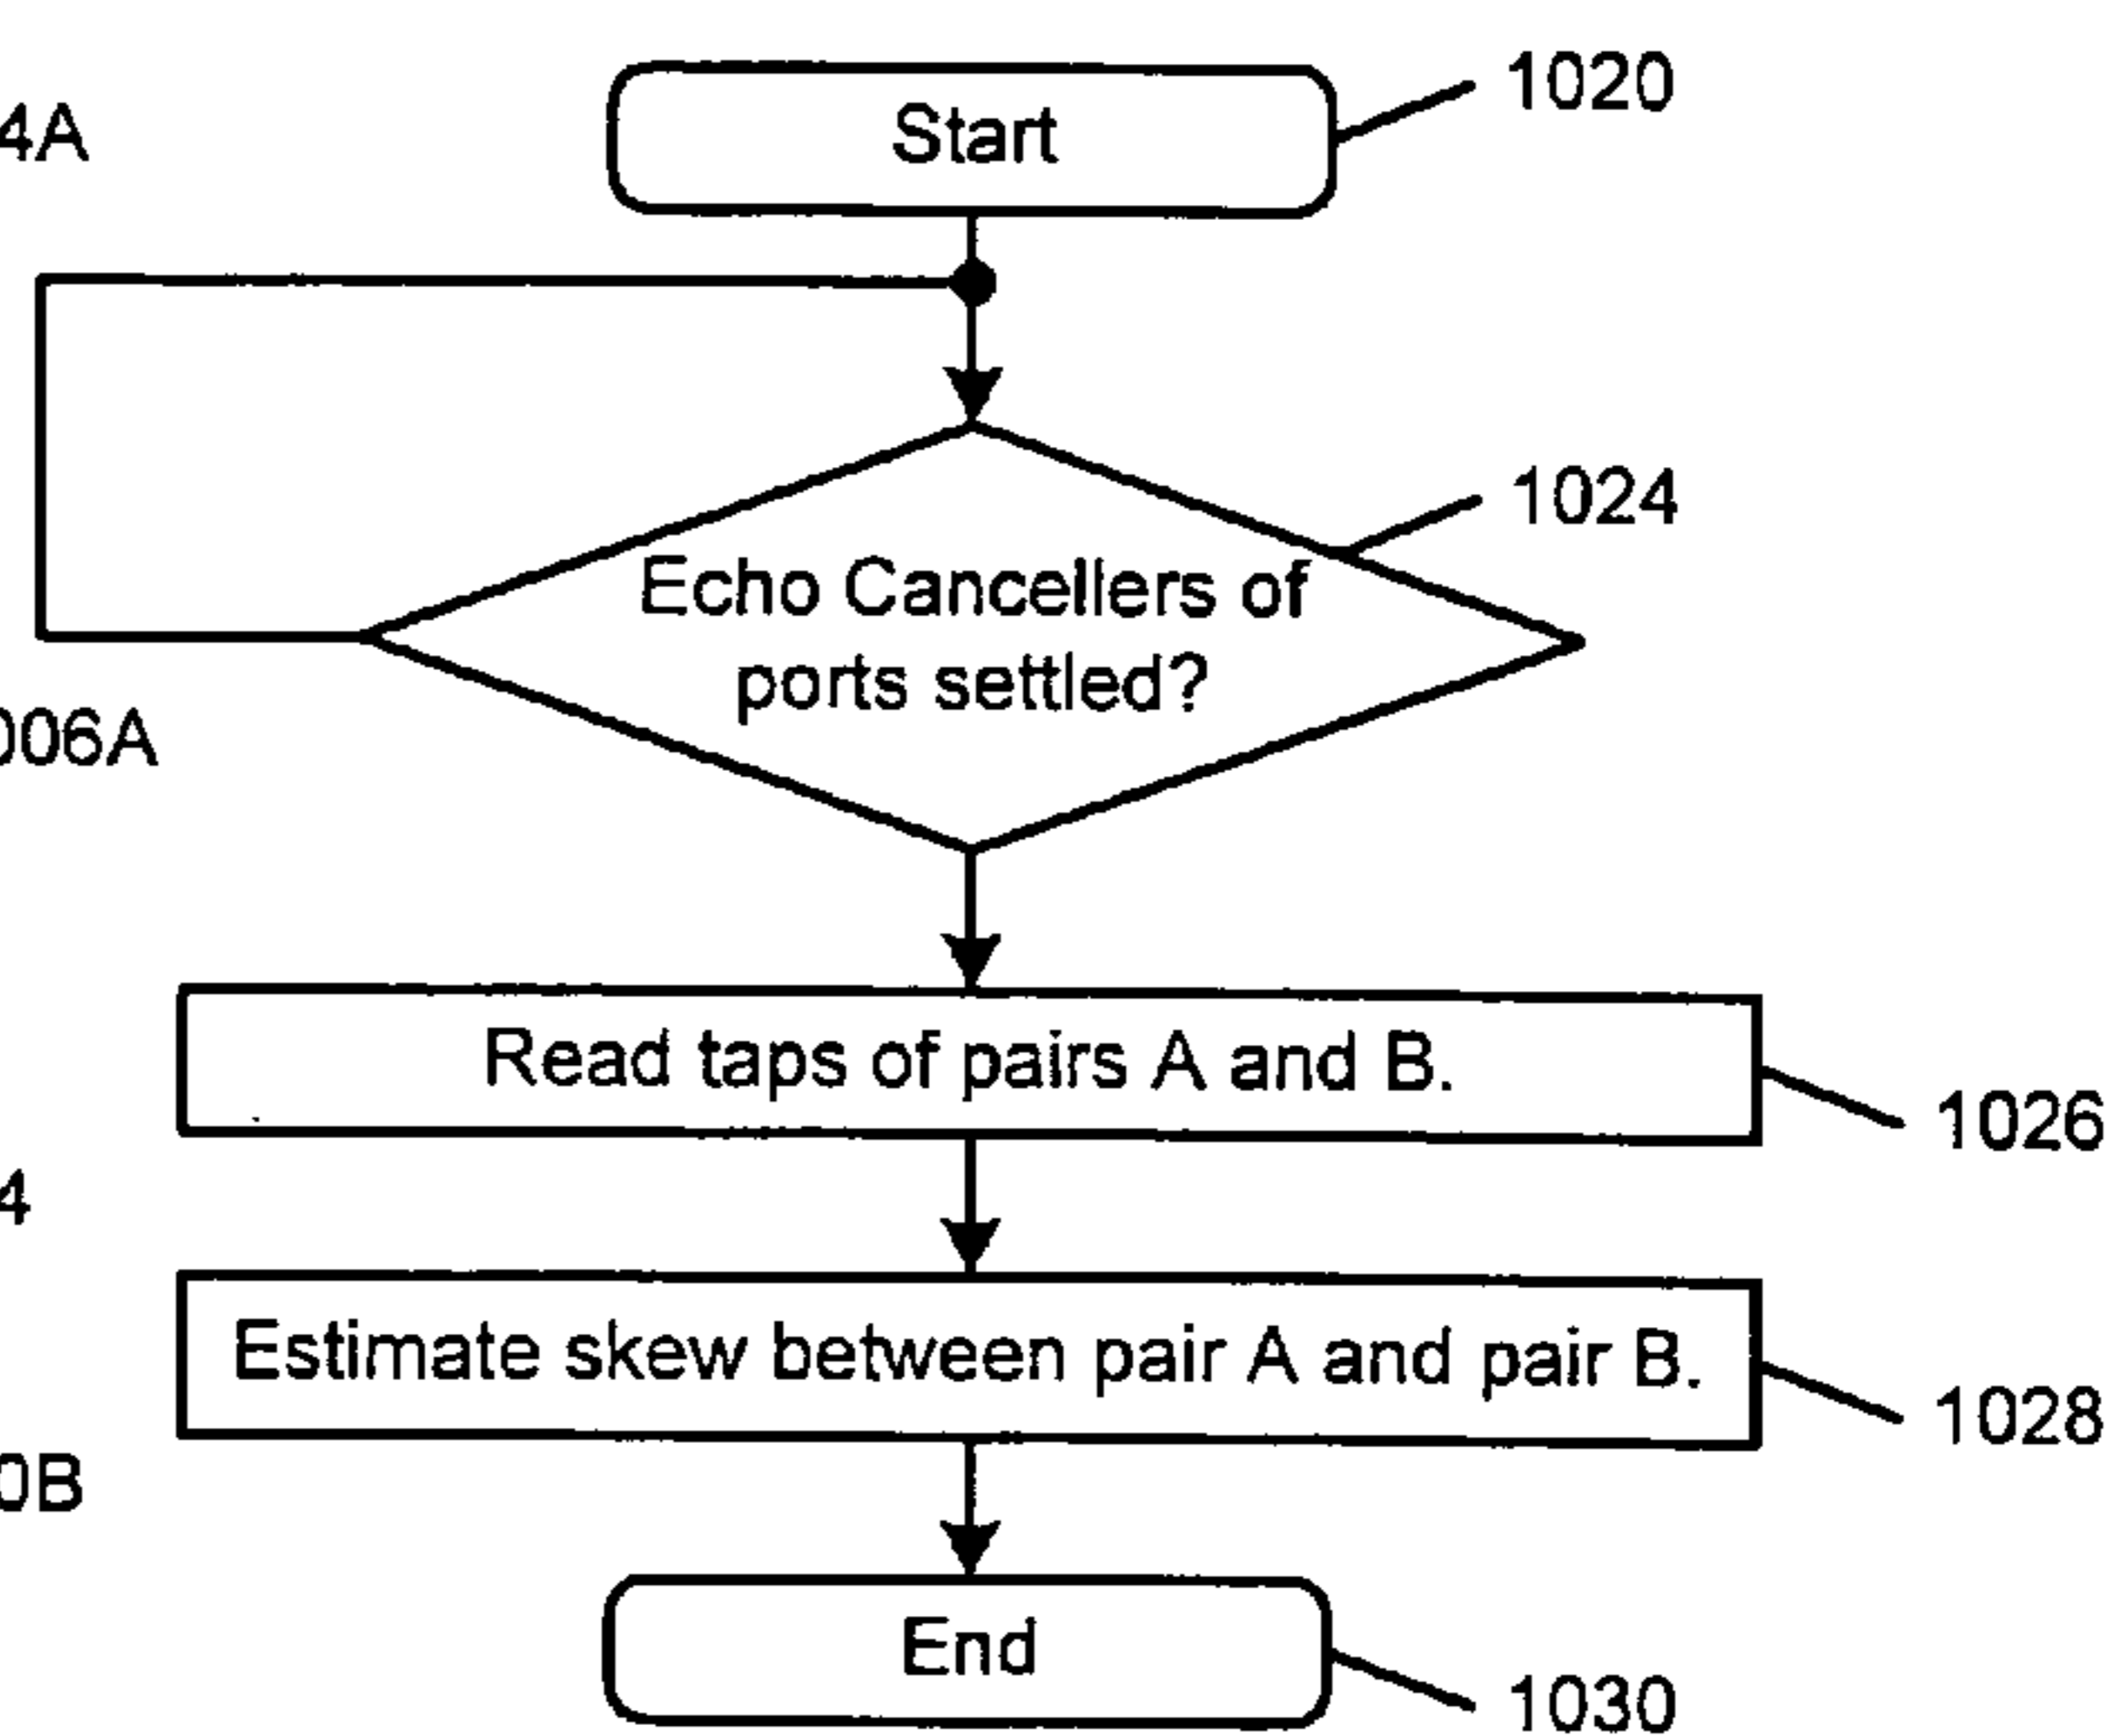 1020
Start
4A
1024
Echo Cancellers of
ports settled?
006A
Read taps of pairs A and B.
1026
4
Estimate skew between pair A and pair B.
1028
0B
End
1030